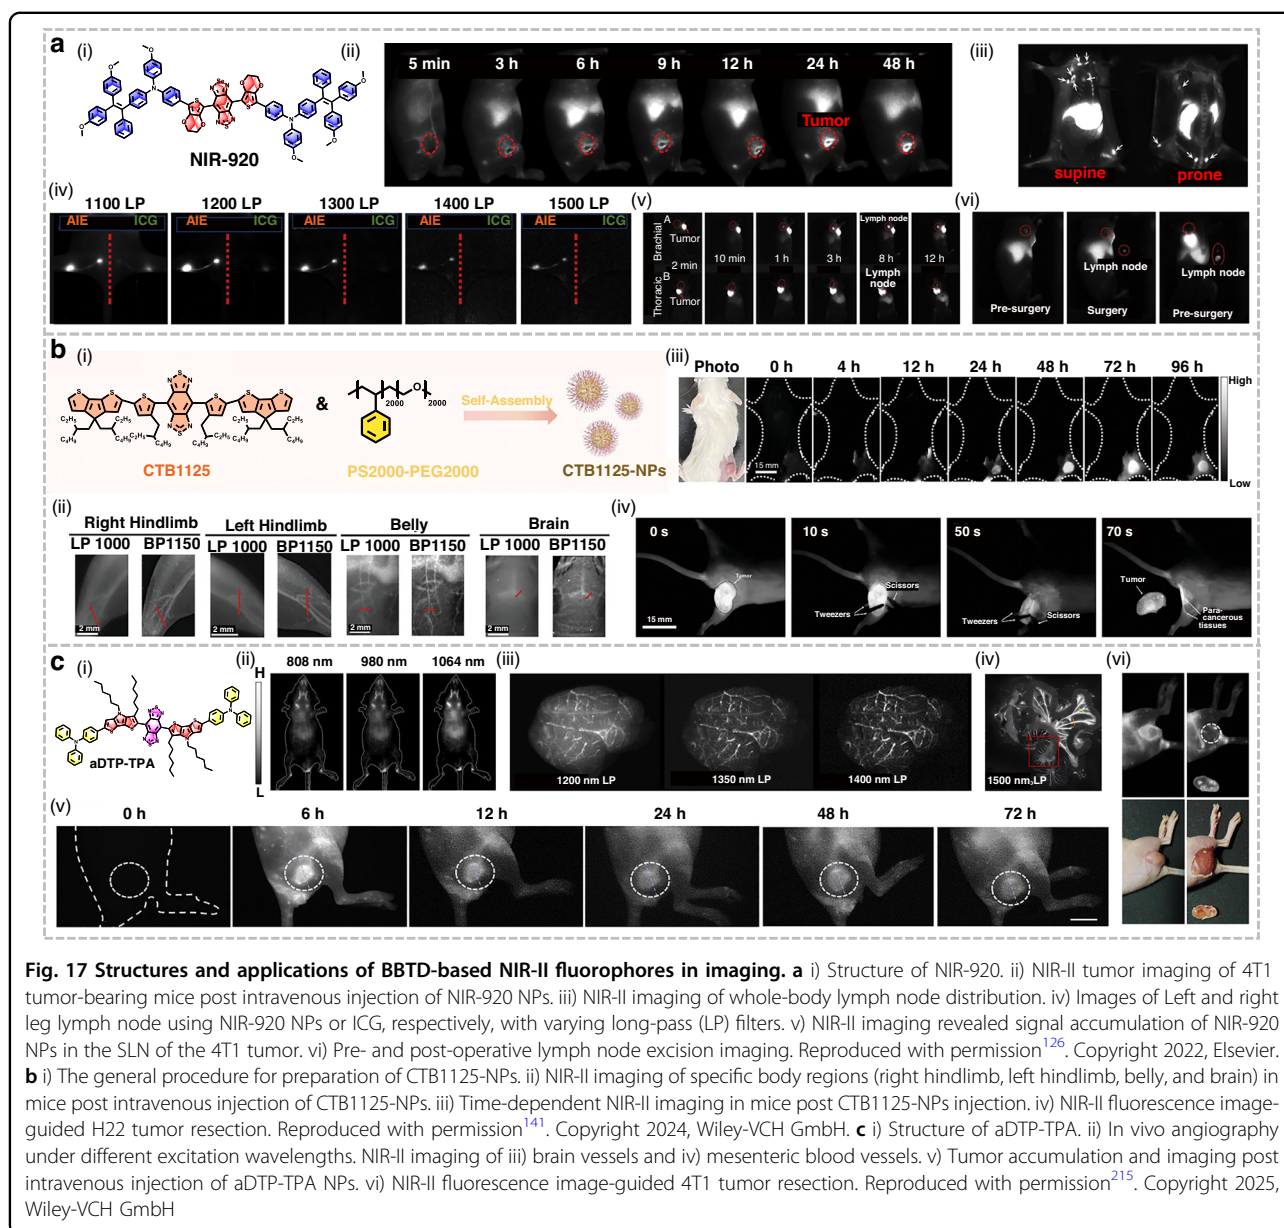 a
(i)
(ii)
(iii)
5 min 3 h 6 h 9 h 12 h 24 h 48 h
Tumor
supine prone
NIR-920
(iv)
1100 LP 1200 LP 1300 LP 1400 LP 1500 LP
AIE ICG AIE ICG AIE ICG AIE ICG AIE ICG
(v)
Brachial
A
Tumor
Lymph node
2 min 10 min 1 h 3 h 8 h 12 h
Thoracic
B
Tumor
Lymph node
(vi)
Lymph node
Lymph node
Pre-surgery Surgery Pre-surgery
b
(i)
CTB1125
&
PS2000-PEG2000
2000
2000
Self-Assembly
CTB1125-NPs
(iii)
Photo 0 h 4 h 12 h 24 h 48 h 72 h 96 h
High
Low
15 mm
(ii)
Right Hindlimb Left Hindlimb Belly Brain
LP 1000 BP1150 LP 1000 BP1150 LP 1000 BP1150 LP 1000 BP1150
2 mm 2 mm 2 mm 2 mm
(iv)
0 s 10 s 50 s 70 s
Tumor
15 mm
Scissors
Tweezers
Tweezers
Scissors
Tumor
Para-
cancerous
tissues
c
(i)
aDTP-TPA
(ii)
H
L
808 nm 980 nm 1064 nm
(iii)
1200 nm LP 1350 nm LP 1400 nm LP
(iv)
1500 nm LP
(vi)
(v)
0 h 6 h 12 h 24 h 48 h 72 h
Fig. 17 Structures and applications of BBTD-based NIR-II fluorophores in imaging. a i) Structure of NIR-920. ii) NIR-II tumor imaging of 4T1
tumor-bearing mice post intravenous injection of NIR-920 NPs. iii) NIR-II imaging of whole-body lymph node distribution. iv) Images of Left and right
leg lymph node using NIR-920 NPs or ICG, respectively, with varying long-pass (LP) filters. v) NIR-II imaging revealed signal accumulation of NIR-920
NPs in the SLN of the 4T1 tumor. vi) Pre- and post-operative lymph node excision imaging. Reproduced with permission126. Copyright 2022, Elsevier.
b i) The general procedure for preparation of CTB1125-NPs. ii) NIR-II imaging of specific body regions (right hindlimb, left hindlimb, belly, and brain) in
mice post intravenous injection of CTB1125-NPs. iii) Time-dependent NIR-II imaging in mice post CTB1125-NPs injection. iv) NIR-II fluorescence image-
guided H22 tumor resection. Reproduced with permission141. Copyright 2024, Wiley-VCH GmbH. c i) Structure of aDTP-TPA. ii) In vivo angiography
under different excitation wavelengths. NIR-II imaging of iii) brain vessels and iv) mesenteric blood vessels. v) Tumor accumulation and imaging post
intravenous injection of aDTP-TPA NPs. vi) NIR-II fluorescence image-guided 4T1 tumor resection. Reproduced with permission215. Copyright 2025,
Wiley-VCH GmbH